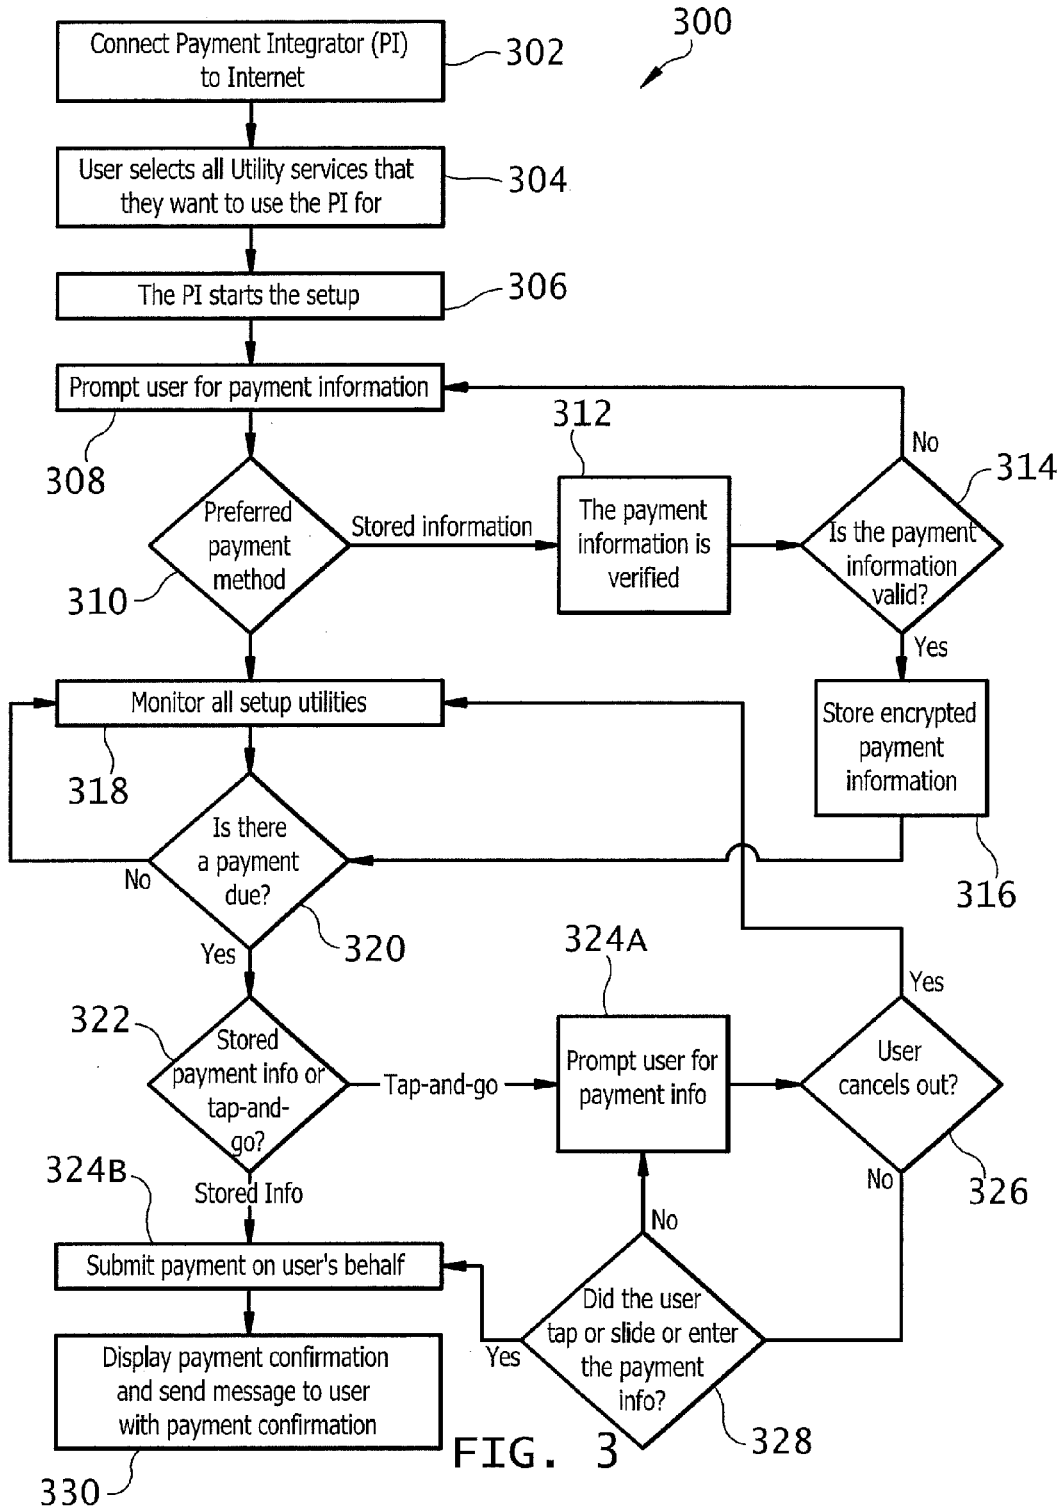 300
Connect Payment Integrator (PI)
to Internet
302
User selects all Utility services that
they want to use the PI for
304
The PI starts the setup
306
Prompt user for payment information
308
Preferred
payment
method
310
Stored information
312
The payment
information is
verified
No
314
Is the payment
information
valid?
Yes
Monitor all setup utilities
318
Store encrypted
payment
information
316
Is there
a payment
due?
No
320
Yes
322
Stored
payment info or
tap-and-
go?
Tap-and-go
324A
Prompt user for
payment info
Yes
User
cancels out?
326
No
324B
Stored Info
Submit payment on user's behalf
No
Did the user
tap or slide or enter
the payment
info?
Yes
328
Display payment confirmation
and send message to user
with payment confirmation
330
FIG. 3